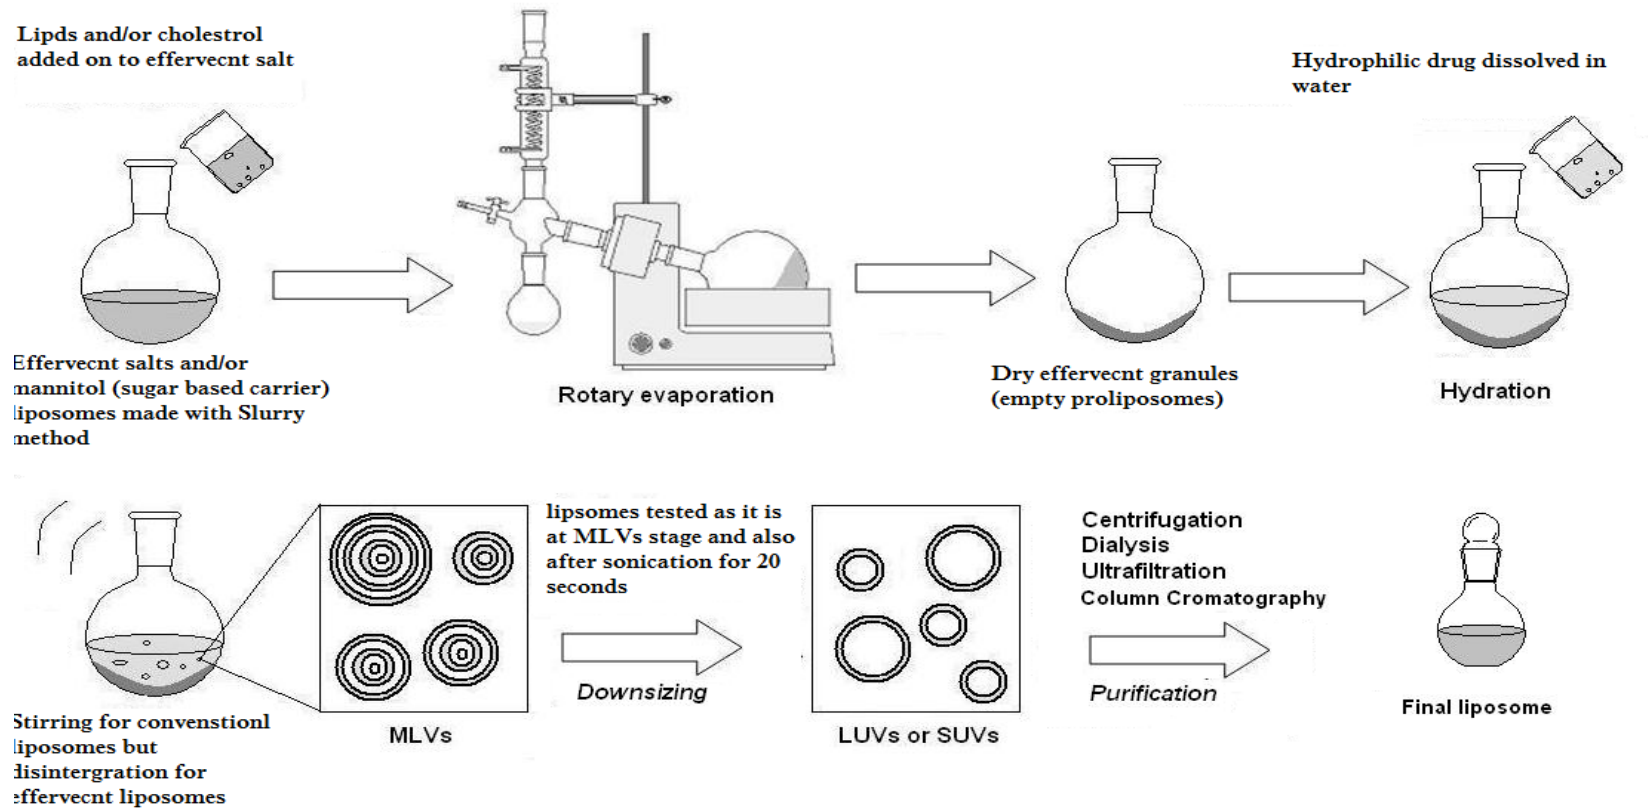 Lipds and/or cholestrol
added on to effervecnt salt
Hydrophilic drug dissolved in
water
Effervecnt salts and/or
mannitol (sugar based carrier)
liposomes made with Slurry
method
Rotary evaporation
Dry effervecnt granules
(empty proliposomes)
Hydration
Stirring for convenstionl
liposomes but
disintergration for
effervecnt liposomes
MLVs
lipsomes tested as it is
at MLVs stage and also
after sonication for 20
seconds
Downsizing
LUVs or SUVs
Centrifugation
Dialysis
Ultrafiltration
Column Cromatography
Purification
Final liposome